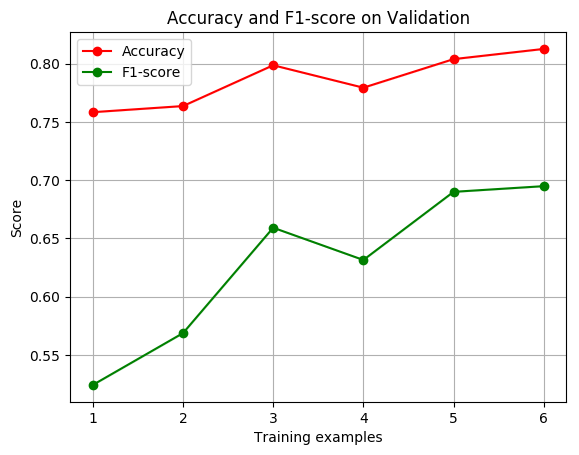 Accuracy and F1-score on Validation
Accuracy
F1-score
0.80
0.75
0.70
0.65
0.60
0.55
Score
1 2 3 4 5 6
Training examples